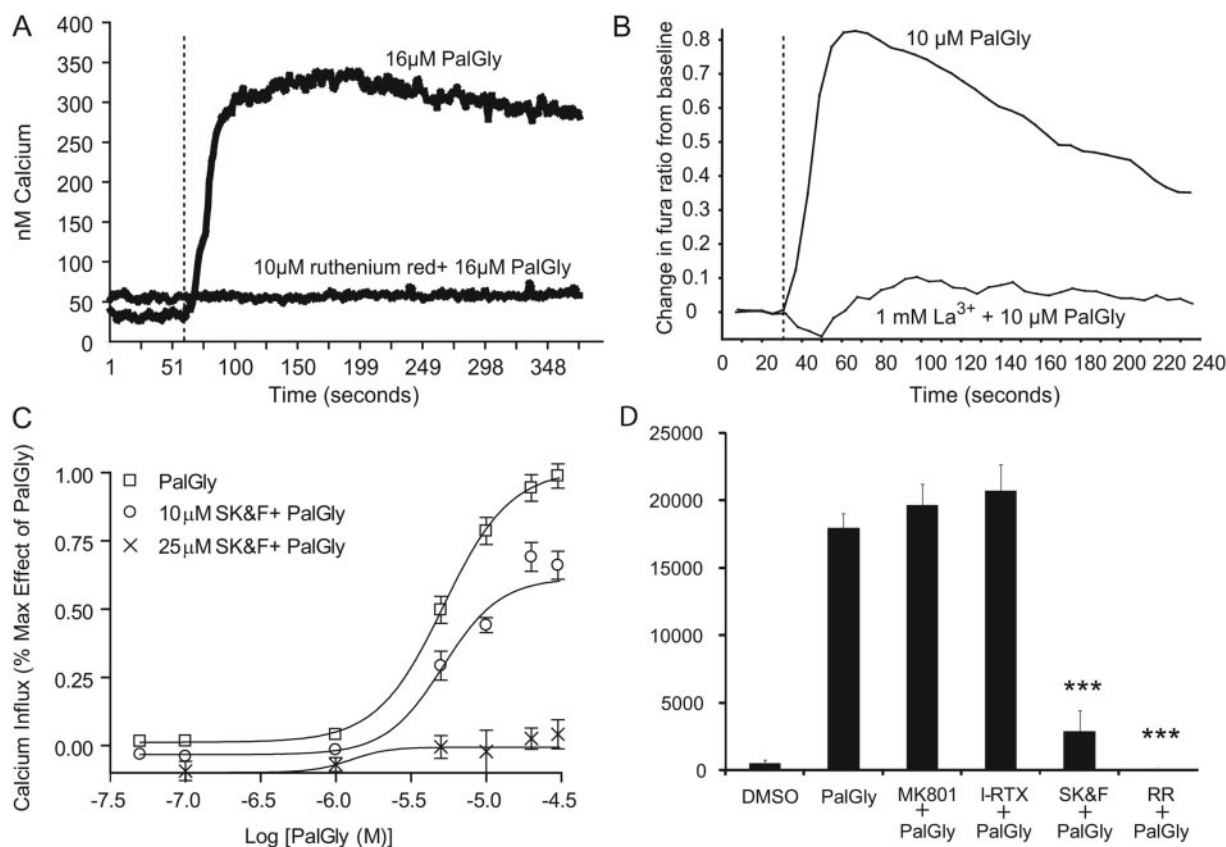 A
400
350
300
250
200
150
100
50
0
nM Calcium
16µM PalGly
10µM ruthenium red+ 16µM PalGly
1 51 100 149 199 249 298 348
Time (seconds)
B
0.8
0.7
0.6
0.5
0.4
0.3
0.2
0.1
0
Change in fura ratio from baseline
10 µM PalGly
1 mM La³⁺ + 10 µM PalGly
0 20 40 60 80 100 120 140 160 180 200 220 240
Time (seconds)
C
1.00
0.75
0.50
0.25
0.00
Calcium Influx (% Max Effect of PalGly)
PalGly
10µM SK&F+ PalGly
25µM SK&F+ PalGly
-7.5 -7.0 -6.5 -6.0 -5.5 -5.0 -4.5
Log [PalGly (M)]
D
25000
20000
15000
10000
5000
0
***
***
DMSO
PalGly
MK801
+
PalGly
I-RTX
+
PalGly
SK&F
+
PalGly
RR
+
PalGly